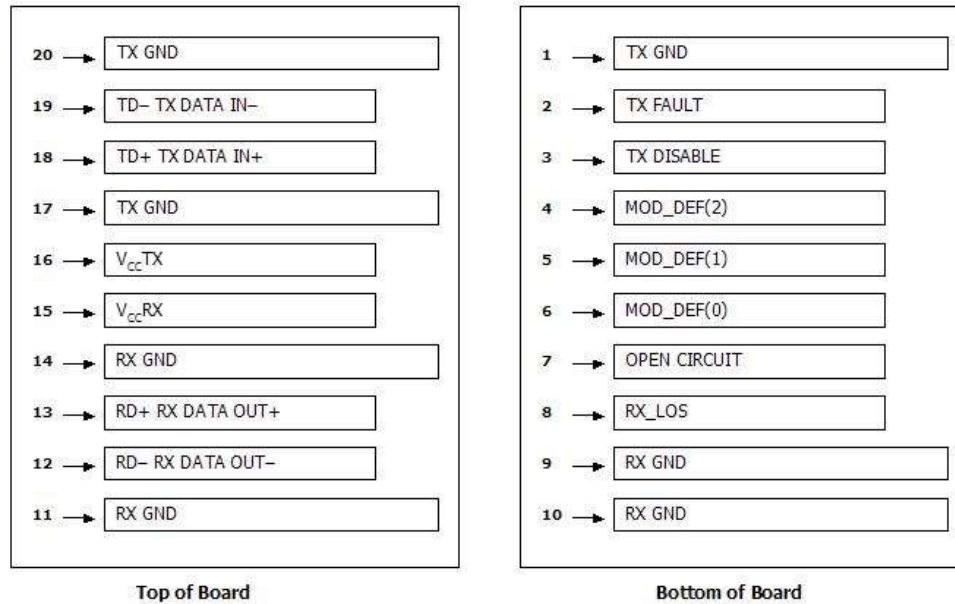 20 TX GND
19 TD– TX DATA IN–
18 TD+ TX DATA IN+
17 TX GND
16 VCCTX
15 VCCRX
14 RX GND
13 RD+ RX DATA OUT+
12 RD– RX DATA OUT–
11 RX GND
Top of Board
1 TX GND
2 TX FAULT
3 TX DISABLE
4 MOD_DEF(2)
5 MOD_DEF(1)
6 MOD_DEF(0)
7 OPEN CIRCUIT
8 RX_LOS
9 RX GND
10 RX GND
Bottom of Board